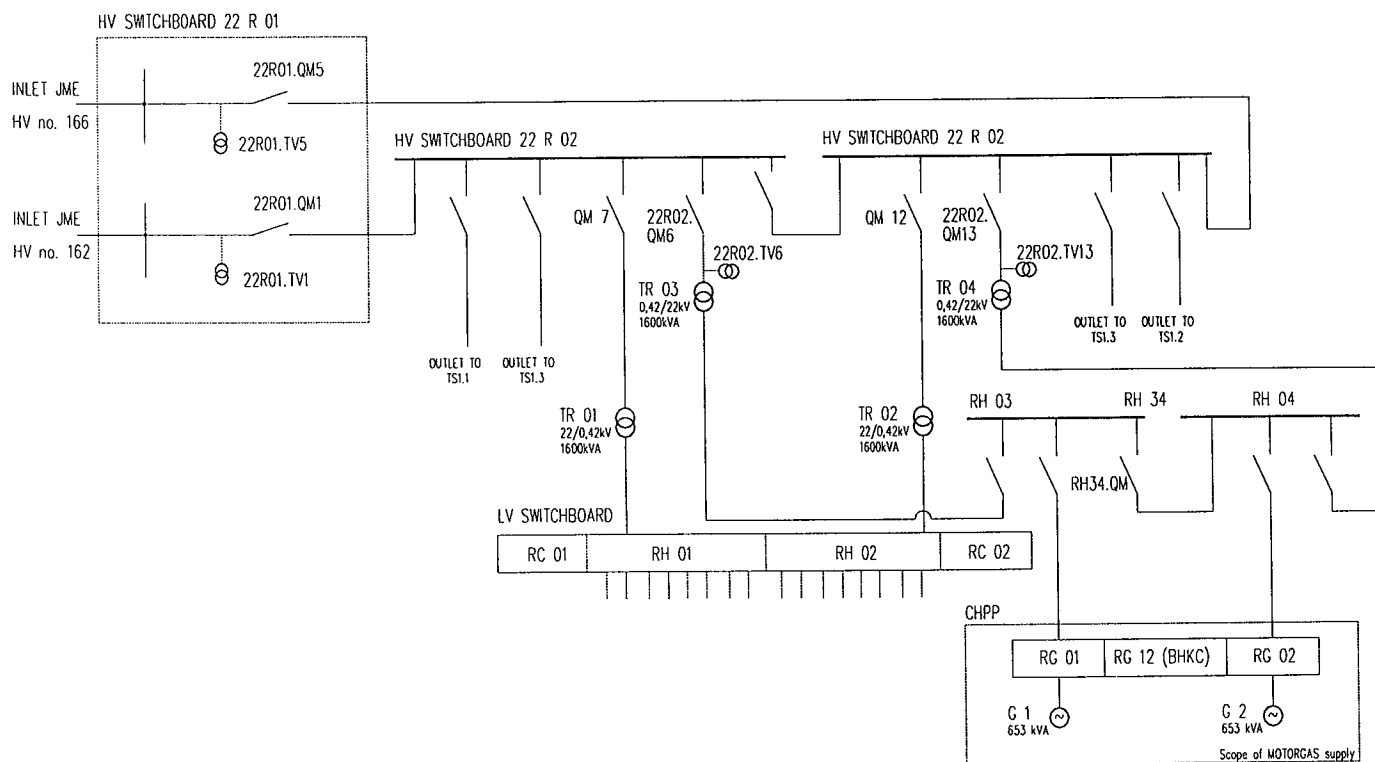 HV SWITCHBOARD 22 R 01
INLET JME
HV no. 166
22R01.QM5
22R01.TV5
INLET JME
HV no. 162
22R01.QM1
22R01.TV1
HV SWITCHBOARD 22 R 02
HV SWITCHBOARD 22 R 02
QM 7
22R02.
QM6
22R02.TV6
QM 12
22R02.
QM13
22R02.TV13
TR 03
0,42/22kV
1600kVA
TR 04
0,42/22kV
1600kVA
OUTLET TO
TS1.1
OUTLET TO
TS1.3
OUTLET TO
TS1.3
OUTLET TO
TS1.2
TR 01
22/0,42kV
1600kVA
TR 02
22/0,42kV
1600kVA
RH 03
RH 34
RH 04
RH34.QM
LV SWITCHBOARD
RC 01
RH 01
RH 02
RC 02
CHPP
RG 01
RG 12 (BHKC)
RG 02
G 1
653 kVA
G 2
653 kVA
Scope of MOTORGAS supply